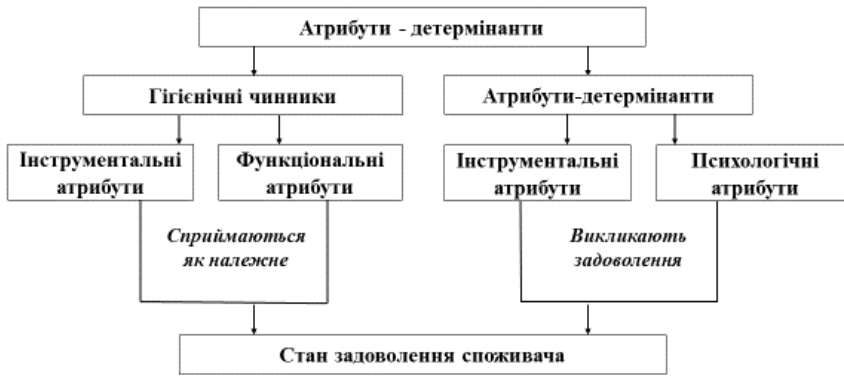 Атрибути - детермінанти
Гігієнічні чинники
Атрибути-детермінанти
Інструментальні
атрибути
Функціональні
атрибути
Інструментальні
атрибути
Психологічні
атрибути
Сприймаються
як належне
Викликають
задоволення
Стан задоволення споживача